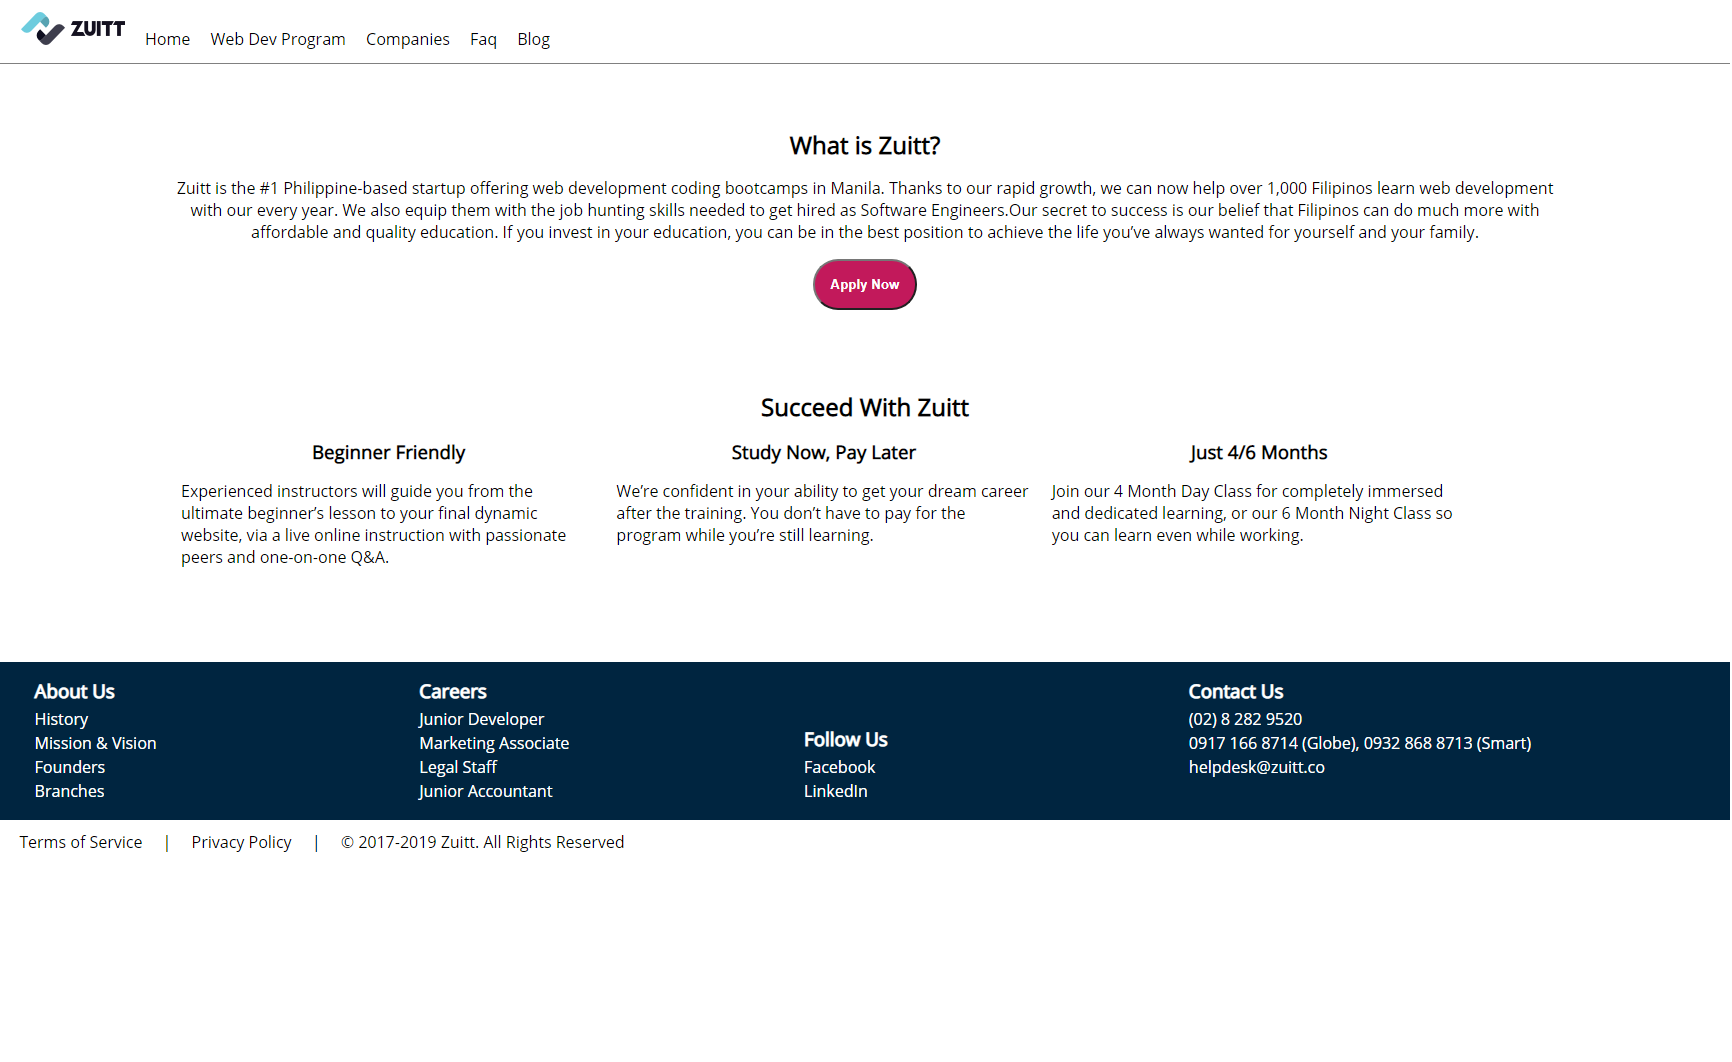 ZUITT
Home Web Dev Program Companies Faq Blog
What is Zuitt?
Zuitt is the #1 Philippine-based startup offering web development coding bootcamps in Manila. Thanks to our rapid growth, we can now help over 1,000 Filipinos learn web development
with our every year. We also equip them with the job hunting skills needed to get hired as Software Engineers.Our secret to success is our belief that Filipinos can do much more with
affordable and quality education. If you invest in your education, you can be in the best position to achieve the life you’ve always wanted for yourself and your family.
Apply Now
Succeed With Zuitt
Beginner Friendly
Experienced instructors will guide you from the
ultimate beginner’s lesson to your final dynamic
website, via a live online instruction with passionate
peers and one-on-one Q&A.
Study Now, Pay Later
We’re confident in your ability to get your dream career
after the training. You don’t have to pay for the
program while you’re still learning.
Just 4/6 Months
Join our 4 Month Day Class for completely immersed
and dedicated learning, or our 6 Month Night Class so
you can learn even while working.
About Us
History
Mission & Vision
Founders
Branches
Careers
Junior Developer
Marketing Associate
Legal Staff
Junior Accountant
Follow Us
Facebook
LinkedIn
Contact Us
(02) 8 282 9520
0917 166 8714 (Globe), 0932 868 8713 (Smart)
helpdesk@zuitt.co
Terms of Service | Privacy Policy | © 2017-2019 Zuitt. All Rights Reserved